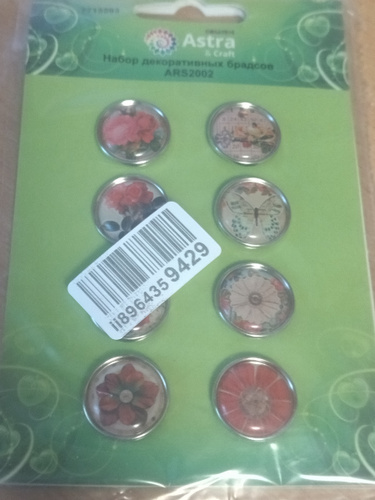 Astra
& Craft
Набор декоративных брадсов
ARS2002
ii8964359429